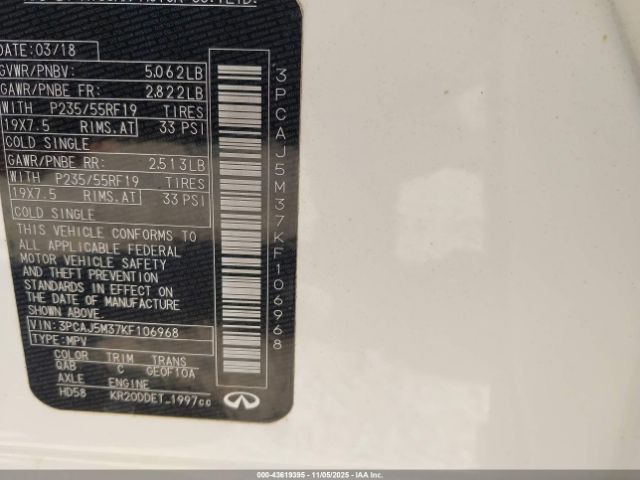 DATE: 03/18
GVWR/PNBV: 5.062LB
GAWR/PNBE FR: 2.822LB
WITH P235/55RF19 TIRES
19X7.5 RIMS.AT 33 PSI
COLD SINGLE
GAWR/PNBE RR: 2.513LB
WITH P235/55RF19 TIRES
19X7.5 RIMS.AT 33 PSI
COLD SINGLE
THIS VEHICLE CONFORMS TO
ALL APPLICABLE FEDERAL
MOTOR VEHICLE SAFETY
AND THEFT PREVENTION
STANDARDS IN EFFECT ON
THE DATE OF MANUFACTURE
SHOWN ABOVE.
VIN: 3PCAJ5M37KF106968
TYPE: MPV
COLOR TRIM TRANS
QAB C GE0F10A
AXLE ENGINE
HD58 KR20DDET_1997cc
3PCAJ5M37KF106968
000-43619395 - 11/05/2025 - IAAI.COM